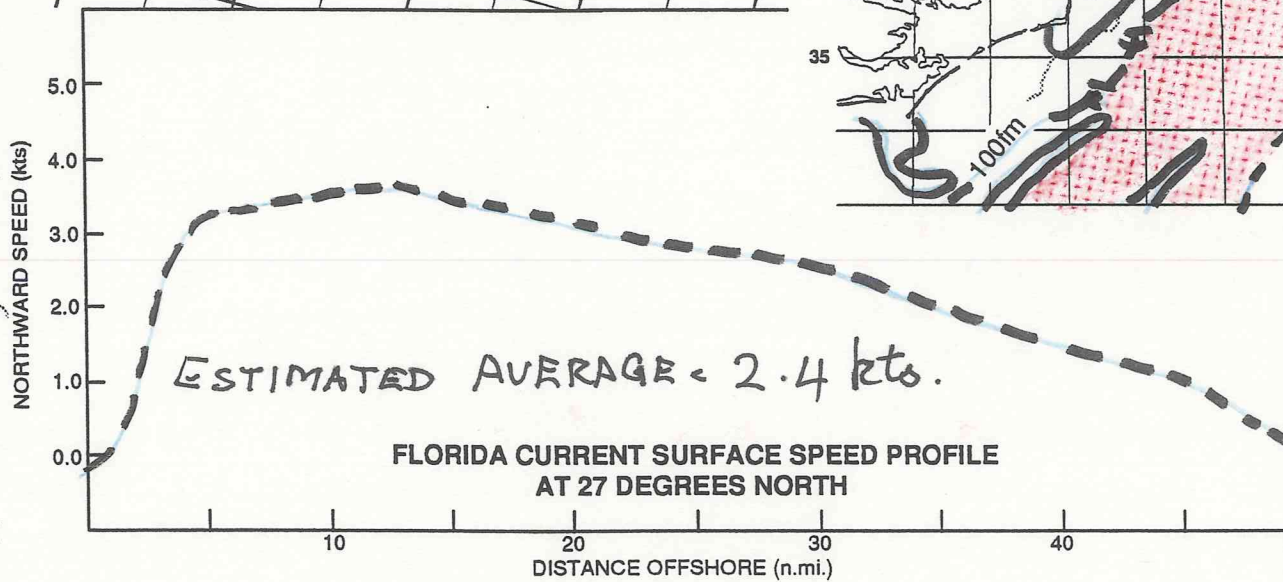 35
100fm
NORTHWARD SPEED (kts)
5.0
4.0
3.0
2.0
1.0
0.0
ESTIMATED AVERAGE = 2.4 kts.
FLORIDA CURRENT SURFACE SPEED PROFILE
AT 27 DEGREES NORTH
10
20
30
40
DISTANCE OFFSHORE (n.mi.)